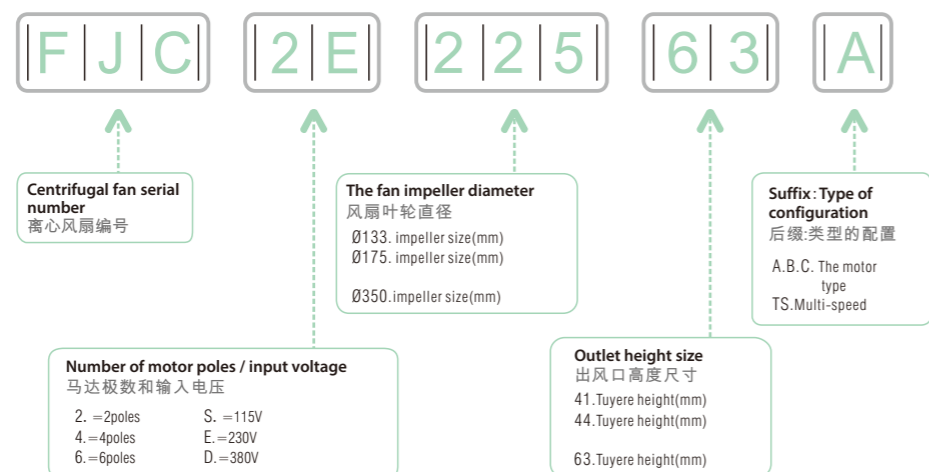 FJC 2E 225 63 A
Centrifugal fan serial
number
离心风扇编号
The fan impeller diameter
风扇叶轮直径
Ø133. impeller size(mm)
Ø175. impeller size(mm)
Ø350.impeller size(mm)
Suffix:Type of
configuration
后缀:类型的配置
A.B.C. The motor
type
TS.Multi-speed
Number of motor poles / input voltage
马达极数和输入电压
2. =2poles S. =115V
4.=4poles E.=230V
6.=6poles D.=380V
Outlet height size
出风口高度尺寸
41.Tuyere height(mm)
44.Tuyere height(mm)
63.Tuyere height(mm)